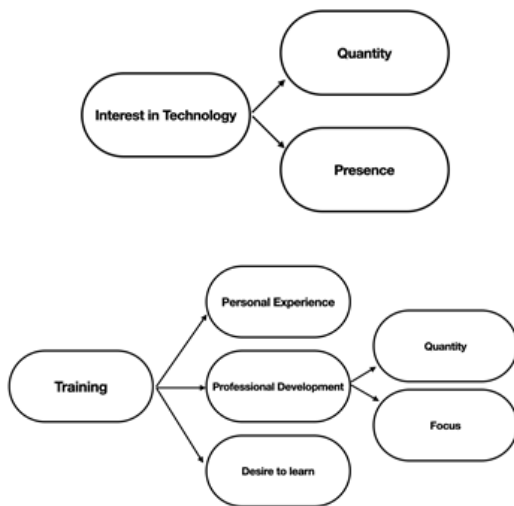 Quantity
Interest in Technology
Presence
Personal Experience
Quantity
Training
Professional Development
Focus
Desire to learn